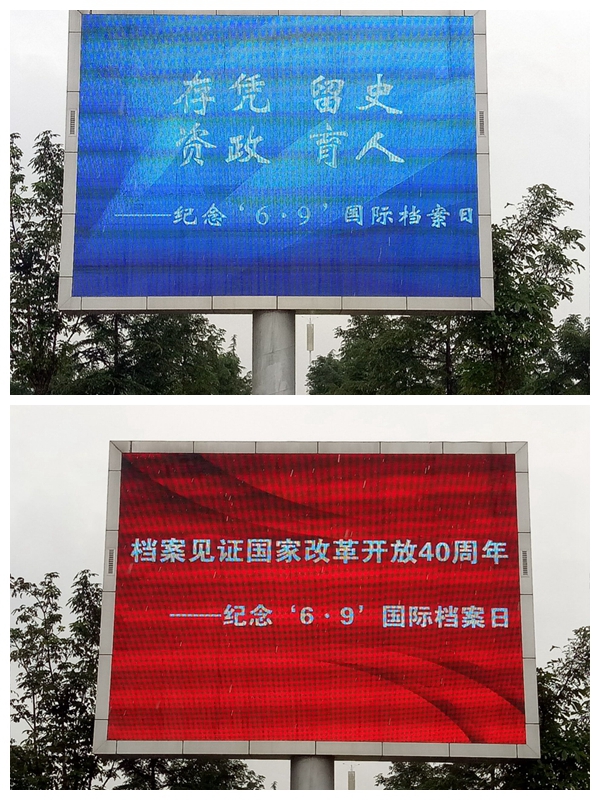 存凭 留史
资政 育人
——纪念‘6·9’国际档案日
档案见证国家改革开放40周年
——纪念‘6·9’国际档案日